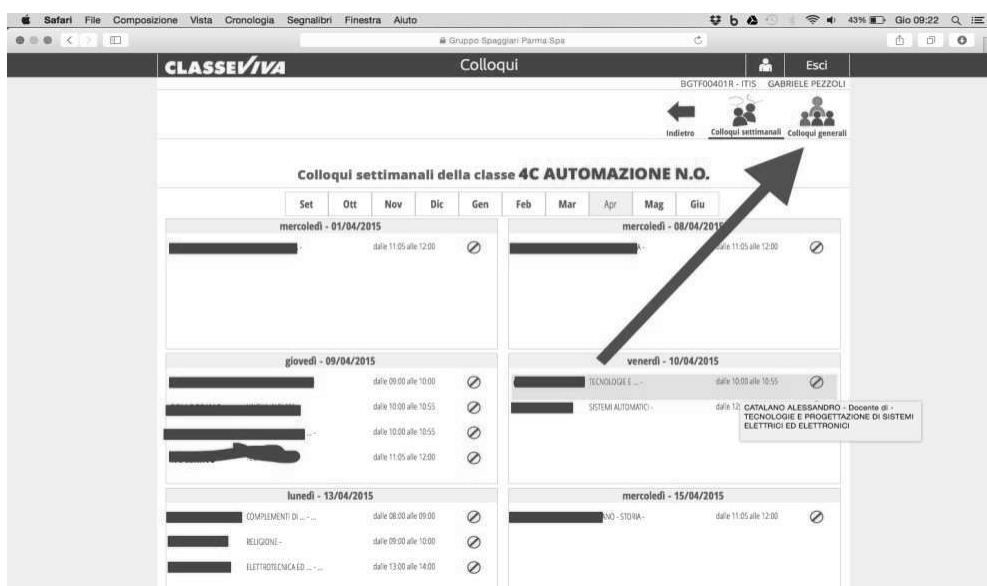 Safari File Composizione Vista Cronologia Segnalibri Finestra Aiuto 43% Gio 09:22
Gruppo Spaggiari Parma Spa
CLASSEVIVA Colloqui Esci
BGTF00401R - ITIS GABRIELE PEZZOLI
Indietro Colloqui settimanali Colloqui generali
Colloqui settimanali della classe 4C AUTOMAZIONE N.O.
Set Ott Nov Dic Gen Feb Mar Apr Mag Giu
mercoledì - 01/04/2015
dalle 11:05 alle 12:00
mercoledì - 08/04/2015
dalle 11:05 alle 12:00
giovedì - 09/04/2015
dalle 09:00 alle 10:00
dalle 10:00 alle 10:55
dalle 10:00 alle 10:55
dalle 11:05 alle 12:00
venerdì - 10/04/2015
TECNOLOGIE E ... - dalle 10:00 alle 10:55
SISTEMI AUTOMATICI - dalle 12:
CATALANO ALESSANDRO - Docente di -
TECNOLOGIE E PROGETTAZIONE DI SISTEMI
ELETTRICI ED ELETTRONICI
lunedì - 13/04/2015
COMPLEMENTI DI ... - ... dalle 08:00 alle 09:00
RELIGIONE - dalle 09:00 alle 10:00
ELETTROTECNICA ED ... - ... dalle 13:00 alle 14:00
mercoledì - 15/04/2015
ANO - STORIA - dalle 11:05 alle 12:00